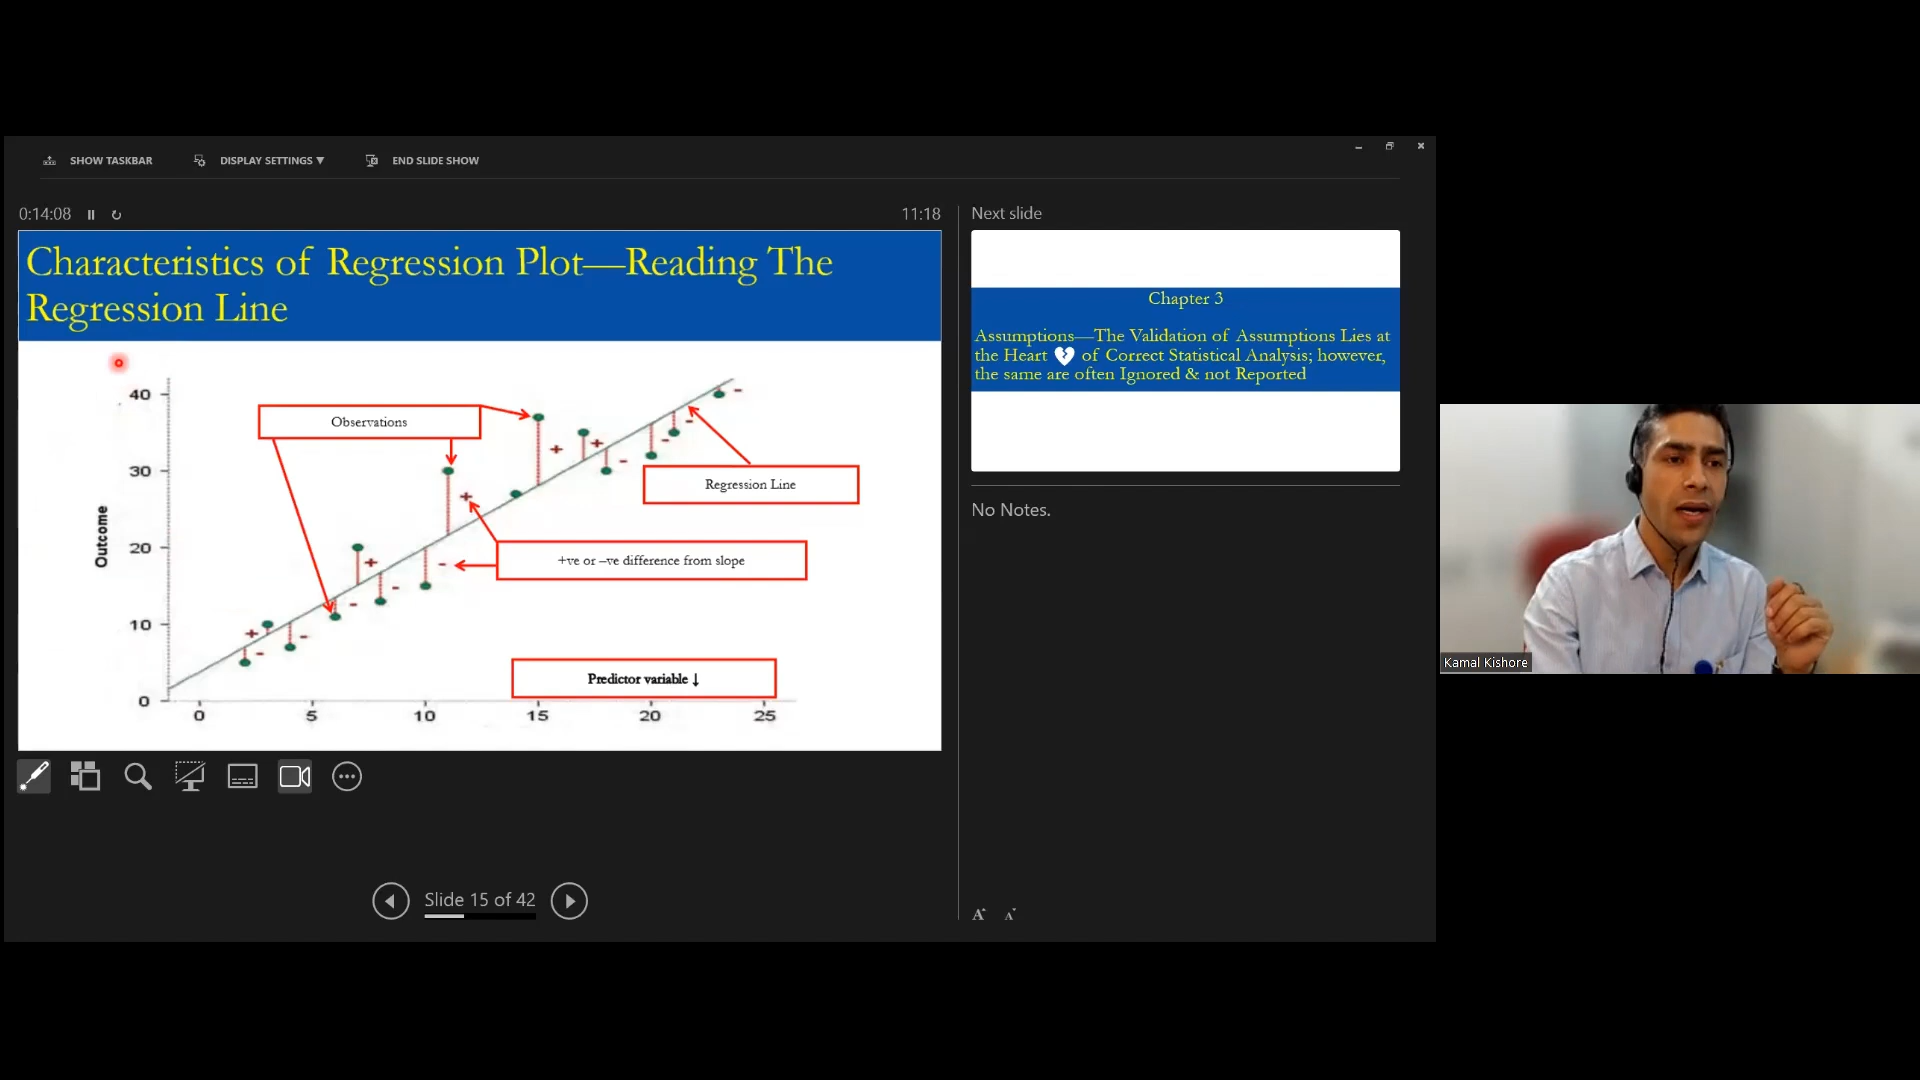 SHOW TASKBAR
DISPLAY SETTINGS ▼
END SLIDE SHOW
0:14:08
11:18
Next slide
Characteristics of Regression Plot—Reading The
Regression Line
40
30
20
10
0
Outcome
Observations
Regression Line
+ve or –ve difference from slope
Predictor variable ↓
0 5 10 15 20 25
+ - - - + - - + - + + - - - -
Chapter 3
Assumptions—The Validation of Assumptions Lies at
the Heart 💔 of Correct Statistical Analysis; however,
the same are often Ignored & not Reported
No Notes.
Kamal Kishore
Slide 15 of 42
A A